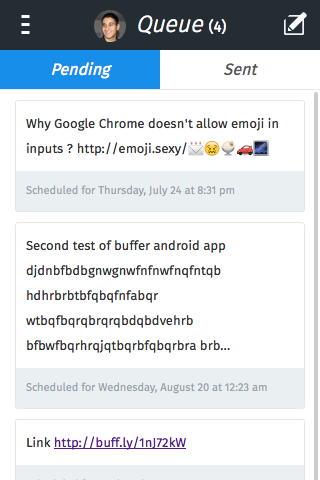 Queue (4)
Pending
Sent
Why Google Chrome doesn't allow emoji in
inputs ? http://emoji.sexy/📨😖🍨🚗🌌
Scheduled for Thursday, July 24 at 8:31 pm
Second test of buffer android app
djdnbfbdbgnwgnwfnfnwfnqfntqb
hdhrbrbtbfqbqfnfabqr
wtbqfbqrqbrqrqbdqbdvehrb
bfbwfbqrhrqjqtbqrbfqbqrbra brb...
Scheduled for Wednesday, August 20 at 12:23 am
Link http://buff.ly/1nJ72kW